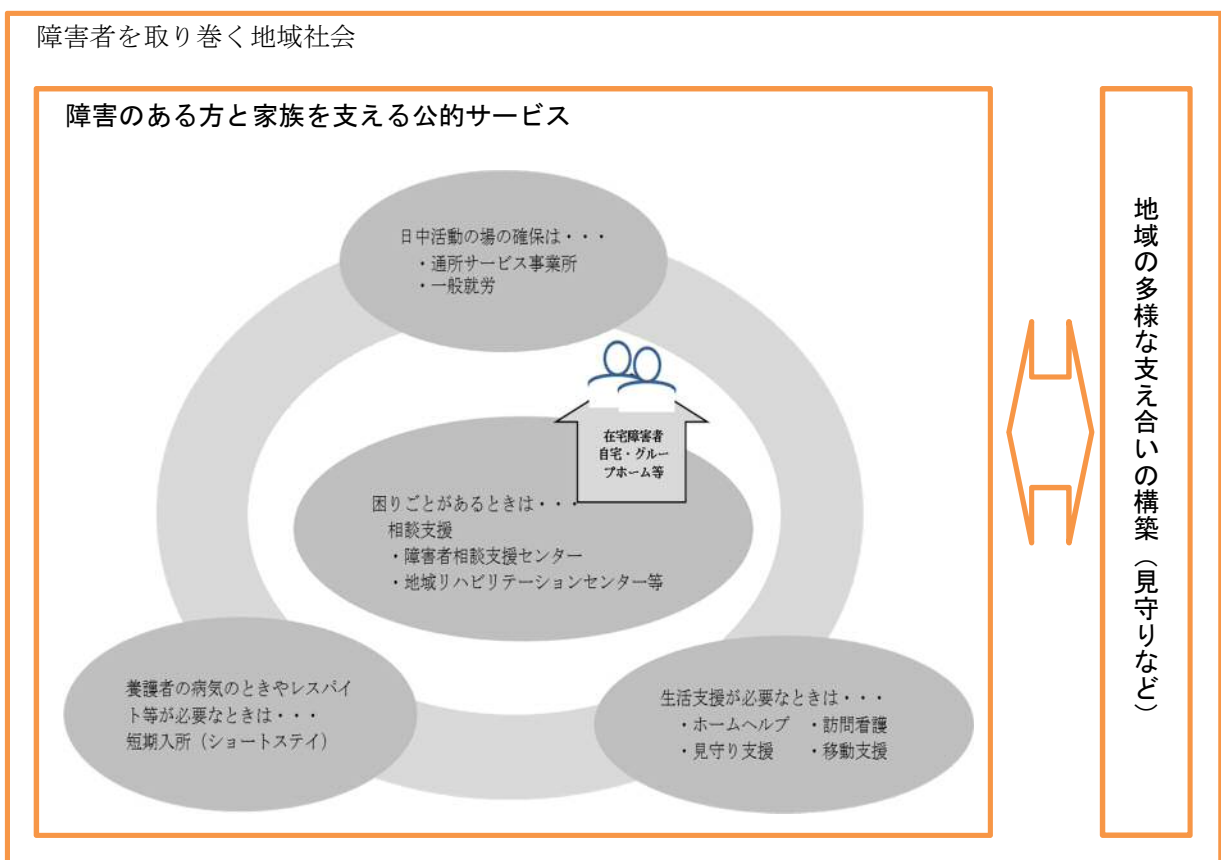 障害者を取り巻く地域社会
障害のある方と家族を支える公的サービス
日中活動の場の確保は・・・
・通所サービス事業所
・一般就労
在宅障害者
自宅・グルー
プホーム等
困りごとがあるときは・・・
相談支援
・障害者相談支援センター
・地域リハビリテーションセンター等
養護者の病気のときやレスパイ
ト等が必要なときは・・・
短期入所（ショートステイ）
生活支援が必要なときは・・・
・ホームヘルプ　・訪問看護
・見守り支援　・移動支援
地域の多様な支え合いの構築（見守りなど）